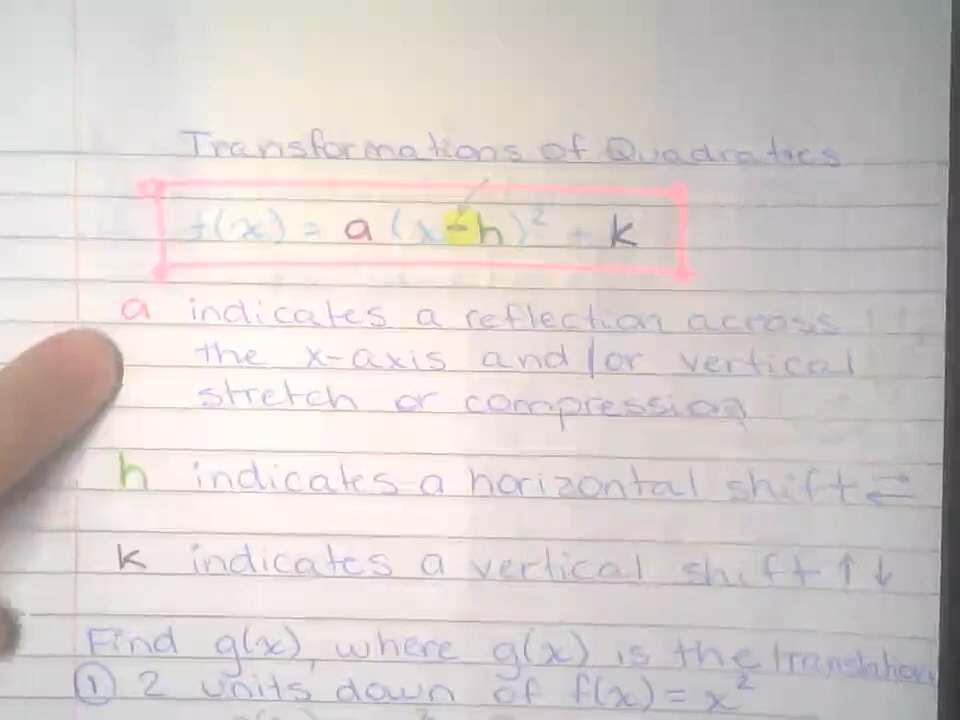 Transformations of Quadratics
f(x) = a (x-h)² + k
a indicates a reflection across
the x-axis and/or vertical
stretch or compression
h indicates a horizontal shift ⇄
k indicates a vertical shift ↑↓
Find g(x), where g(x) is the translation
① 2 units down of f(x) = x²